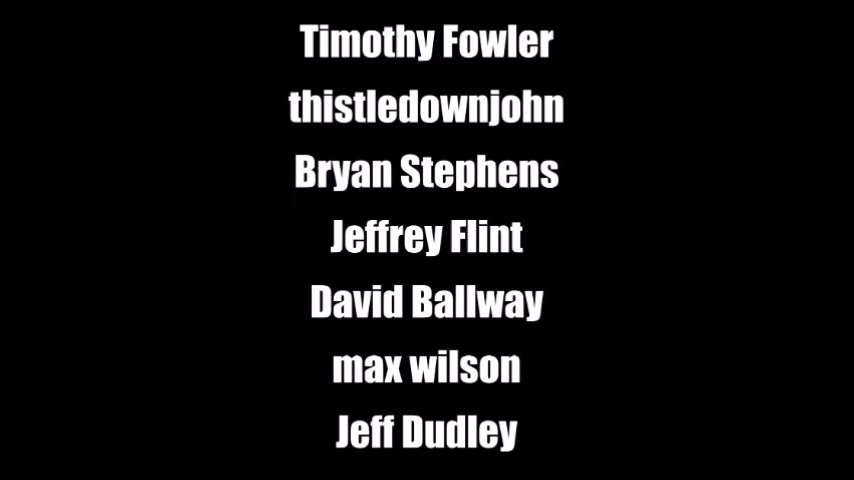 Timothy Fowler
thistledownjohn
Bryan Stephens
Jeffrey Flint
David Ballway
max wilson
Jeff Dudley